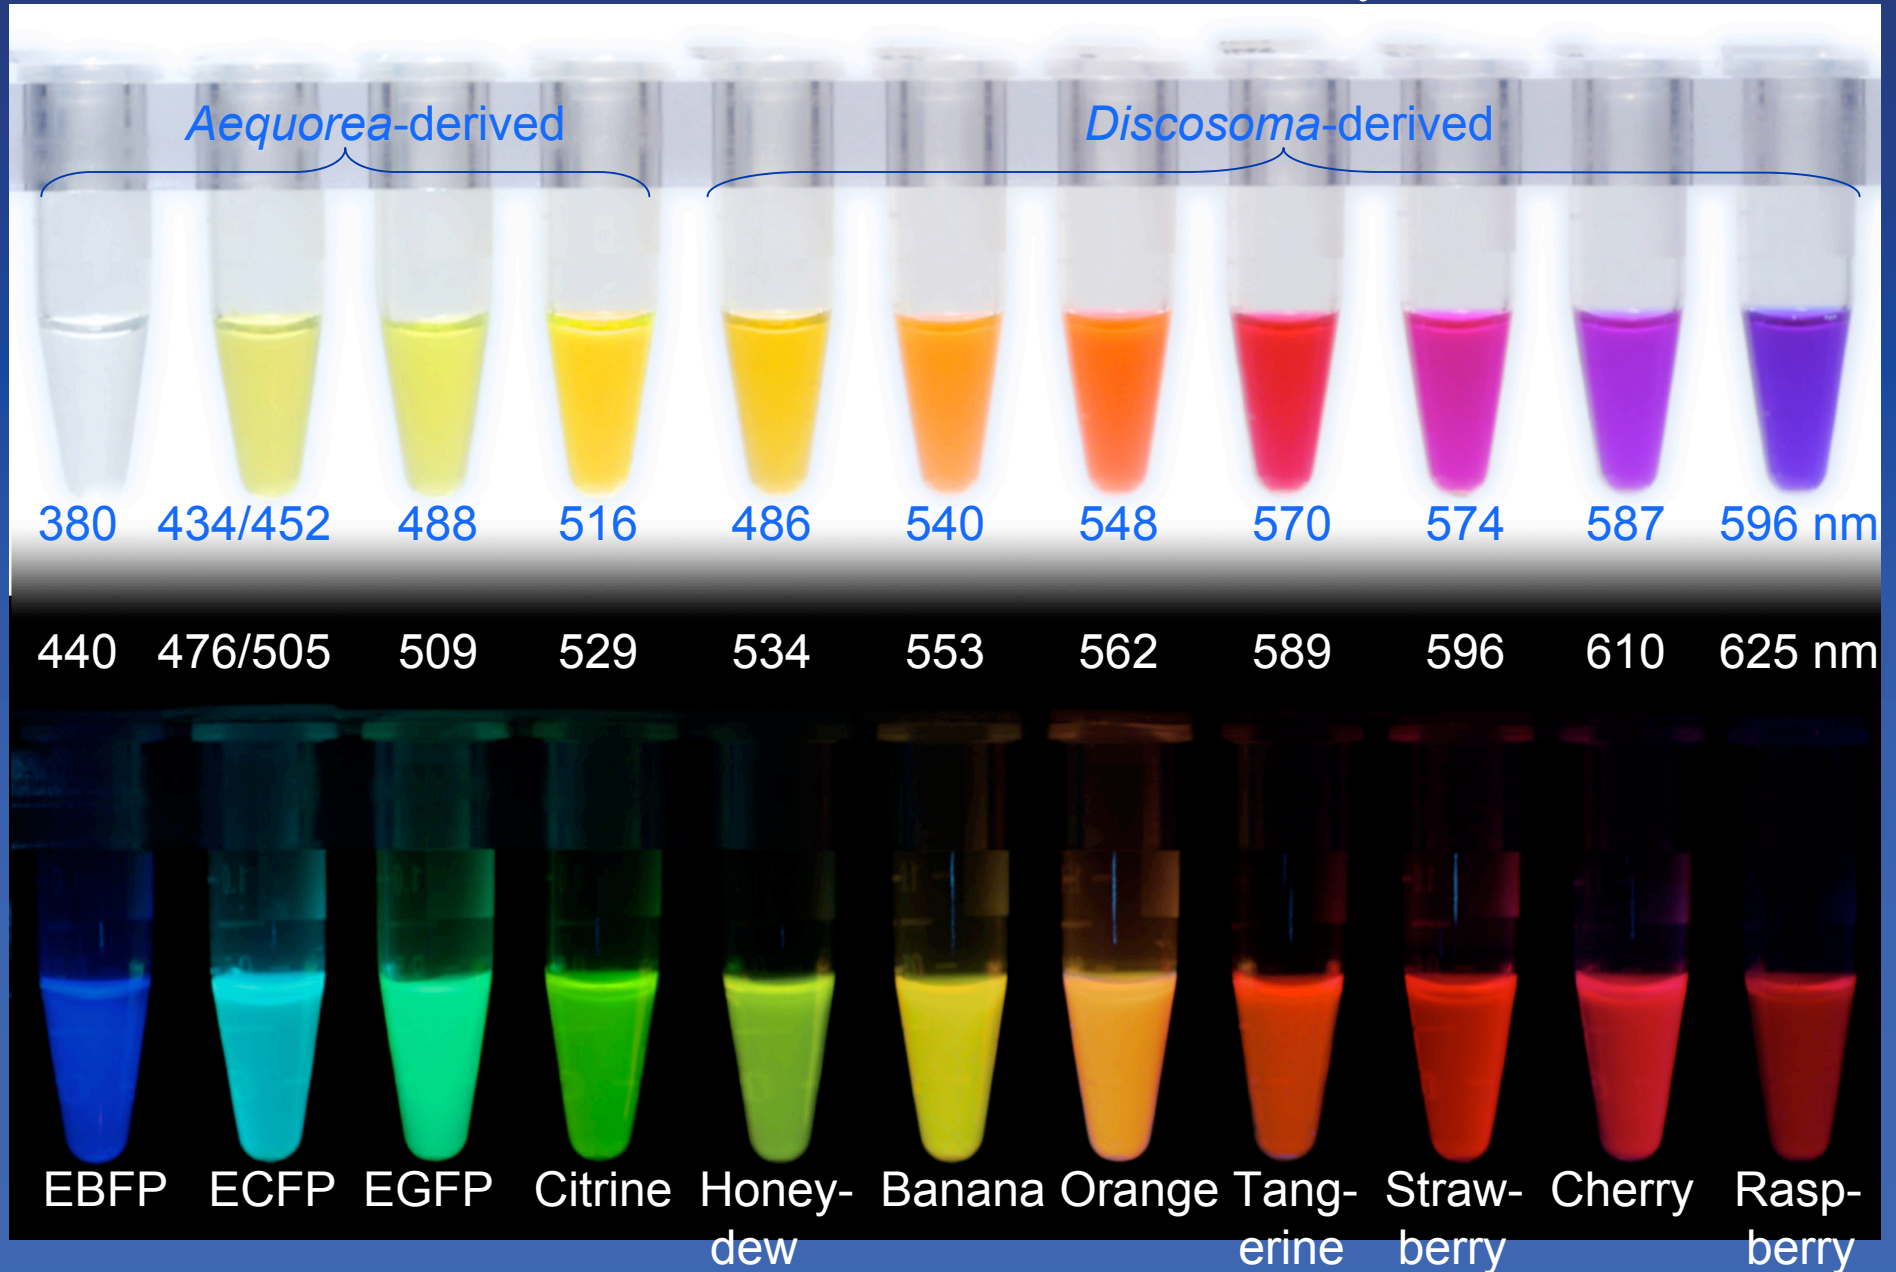 Aequorea-derived
Discosoma-derived
380 434/452 488 516 486 540 548 570 574 587 596 nm
440 476/505 509 529 534 553 562 589 596 610 625 nm
EBFP ECFP EGFP Citrine Honey- Banana Orange Tang- Straw- Cherry Rasp-
dew erine berry berry